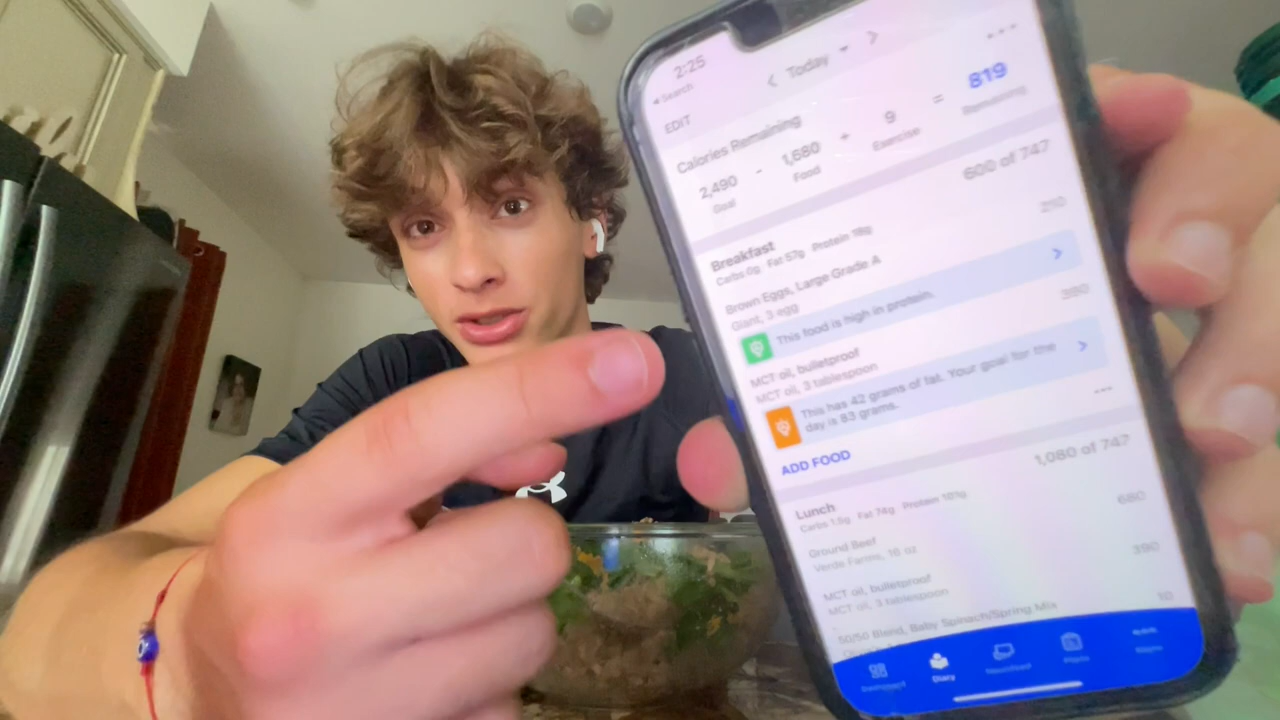 2:25
Search
Today
EDIT
Calories Remaining
2,490 - 1,680 + 9 = 819
Goal Food Exercise Remaining
Breakfast 600 of 747
Carbs 0g Fat 57g Protein 18g
Brown Eggs, Large Grade A 210
Giant, 3 egg
This food is high in protein.
MCT oil, bulletproof 390
MCT oil, 3 tablespoon
This has 42 grams of fat. Your goal for the
day is 83 grams.
ADD FOOD
Lunch 1,080 of 747
Carbs 1.5g Fat 74g Protein 101g
Ground Beef 680
Verde Farms, 16 oz
MCT oil, bulletproof 390
MCT oil, 3 tablespoon
50/50 Blend, Baby Spinach/Spring Mix 10
Dashboard Diary Newsfeed Plans